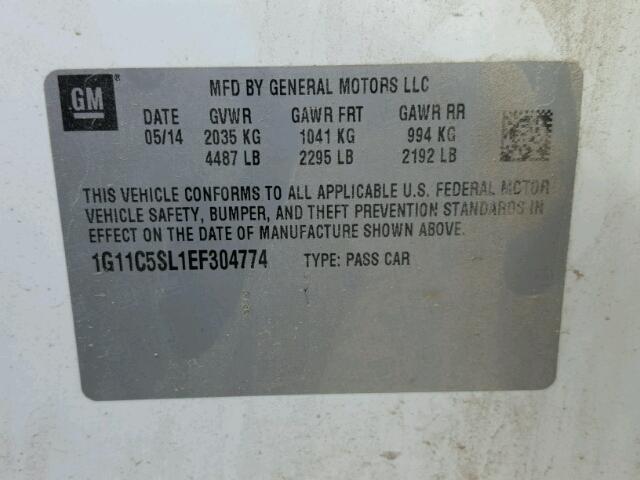 GM ® MFD BY GENERAL MOTORS LLC
DATE GVWR GAWR FRT GAWR RR
05/14 2035 KG 1041 KG 994 KG
4487 LB 2295 LB 2192 LB
THIS VEHICLE CONFORMS TO ALL APPLICABLE U.S. FEDERAL MOTOR
VEHICLE SAFETY, BUMPER, AND THEFT PREVENTION STANDARDS IN
EFFECT ON THE DATE OF MANUFACTURE SHOWN ABOVE.
1G11C5SL1EF304774 TYPE: PASS CAR